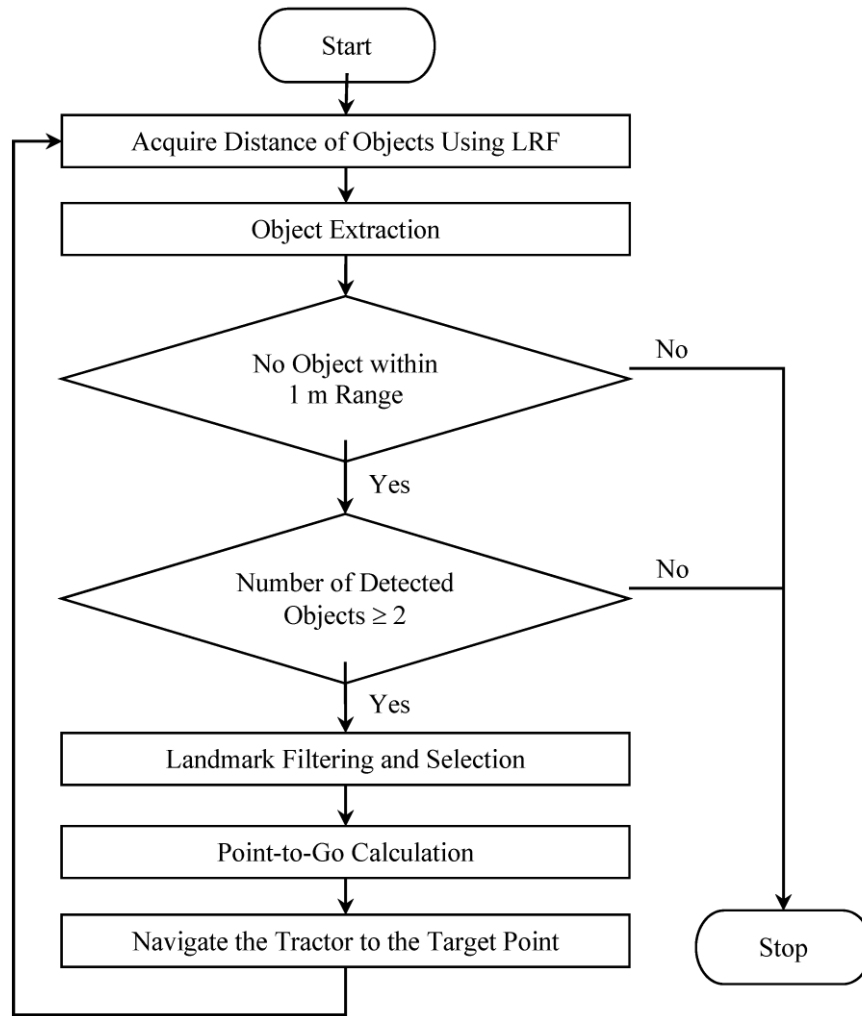 Start
Acquire Distance of Objects Using LRF
Object Extraction
No Object within
1 m Range
No
Yes
Number of Detected
Objects ≥ 2
No
Yes
Landmark Filtering and Selection
Point-to-Go Calculation
Navigate the Tractor to the Target Point
Stop